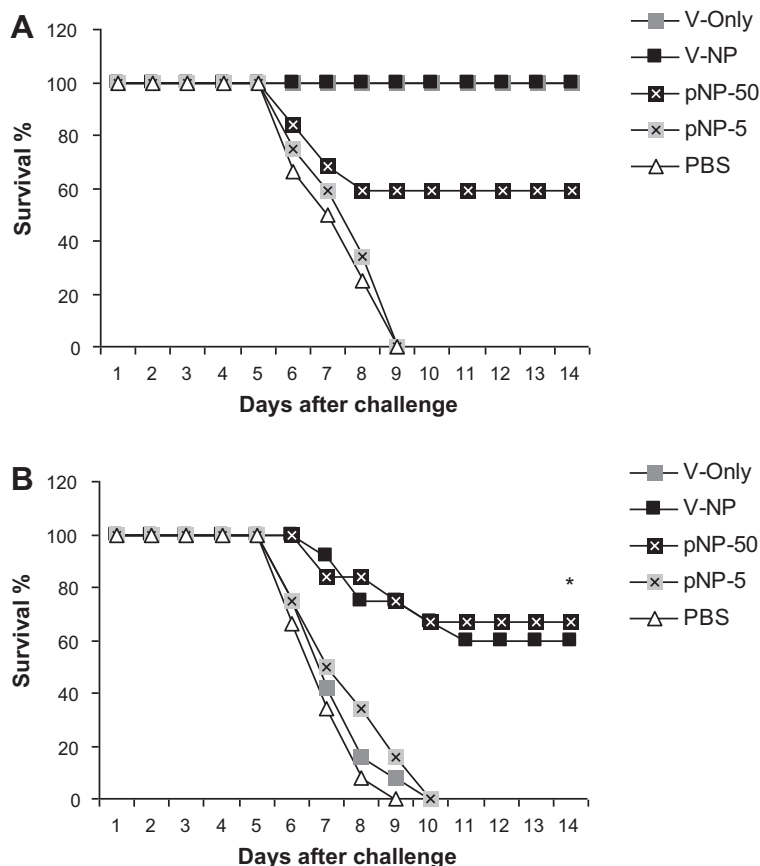 A
120
100
80
60
40
20
0
Survival %
1 2 3 4 5 6 7 8 9 10 11 12 13 14
Days after challenge
V-Only
V-NP
pNP-50
pNP-5
PBS
B
120
100
80
60
40
20
0
Survival %
*
1 2 3 4 5 6 7 8 9 10 11 12 13 14
Days after challenge
V-Only
V-NP
pNP-50
pNP-5
PBS